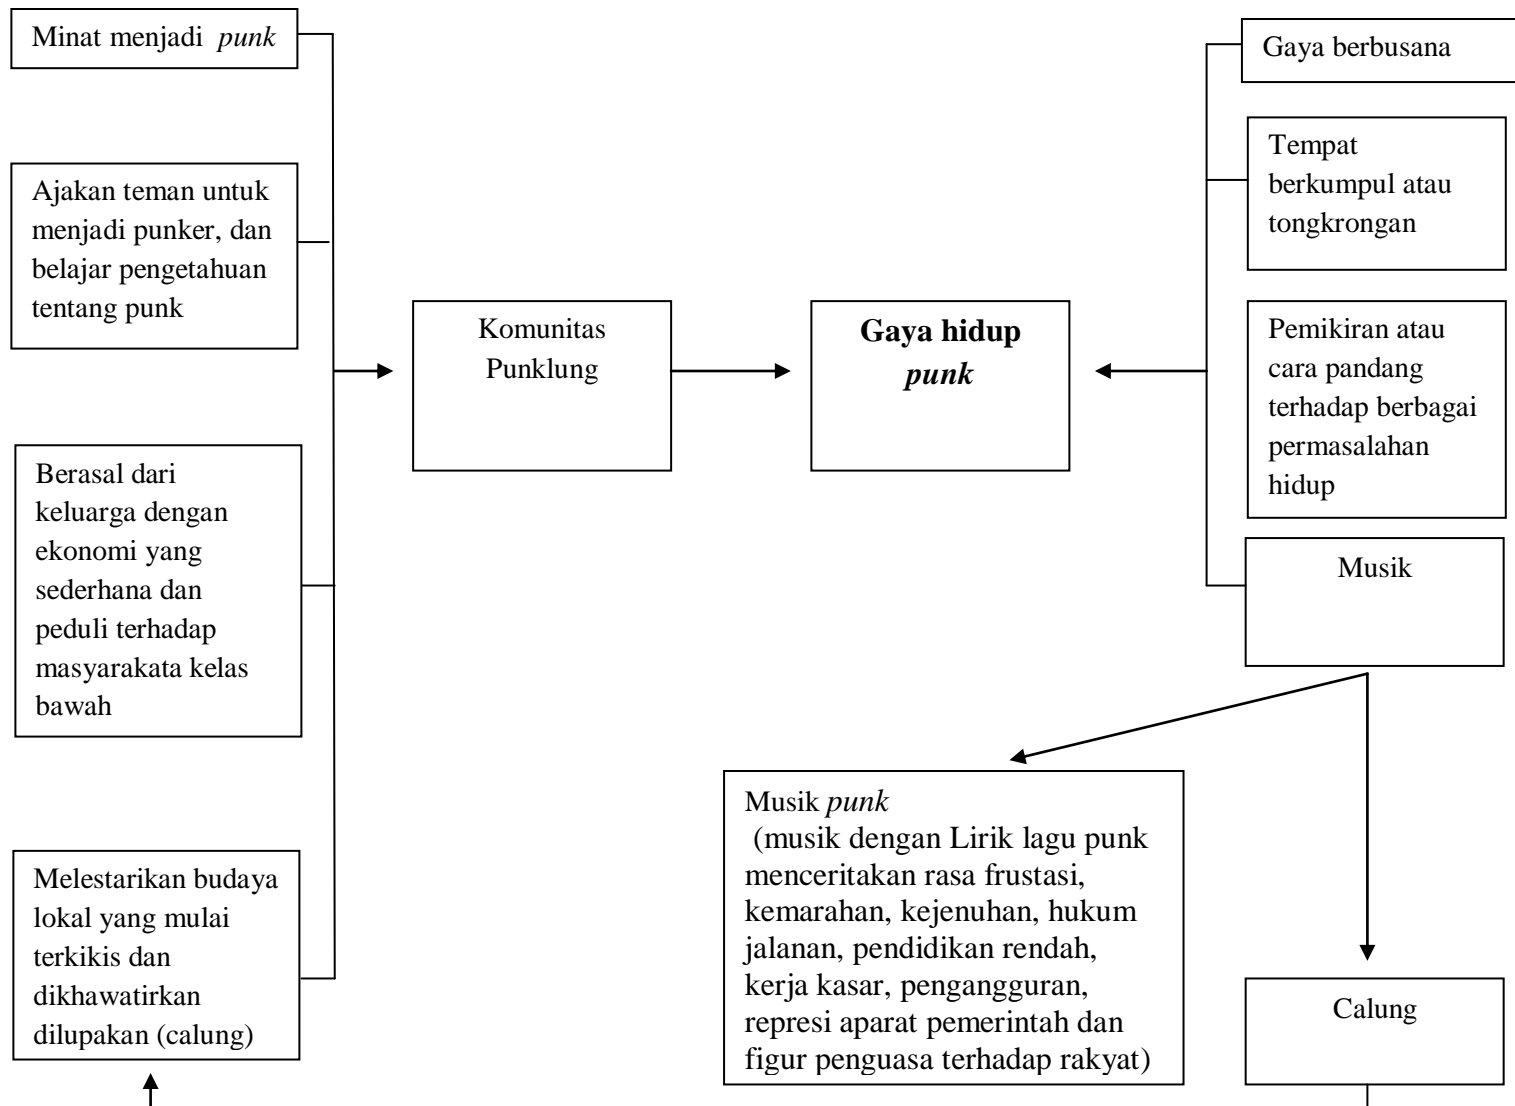 Minat menjadi  punk
Ajakan teman untuk
menjadi punker, dan
belajar pengetahuan
tentang punk
Berasal dari
keluarga dengan
ekonomi yang
sederhana dan
peduli terhadap
masyarakata kelas
bawah
Melestarikan budaya
lokal yang mulai
terkikis dan
dikhawatirkan
dilupakan (calung)
Komunitas
Punklung
Gaya hidup
punk
Gaya berbusana
Tempat
berkumpul atau
tongkrongan
Pemikiran atau
cara pandang
terhadap berbagai
permasalahan
hidup
Musik
Musik punk
(musik dengan Lirik lagu punk
menceritakan rasa frustasi,
kemarahan, kejenuhan, hukum
jalanan, pendidikan rendah,
kerja kasar, pengangguran,
represi aparat pemerintah dan
figur penguasa terhadap rakyat)
Calung